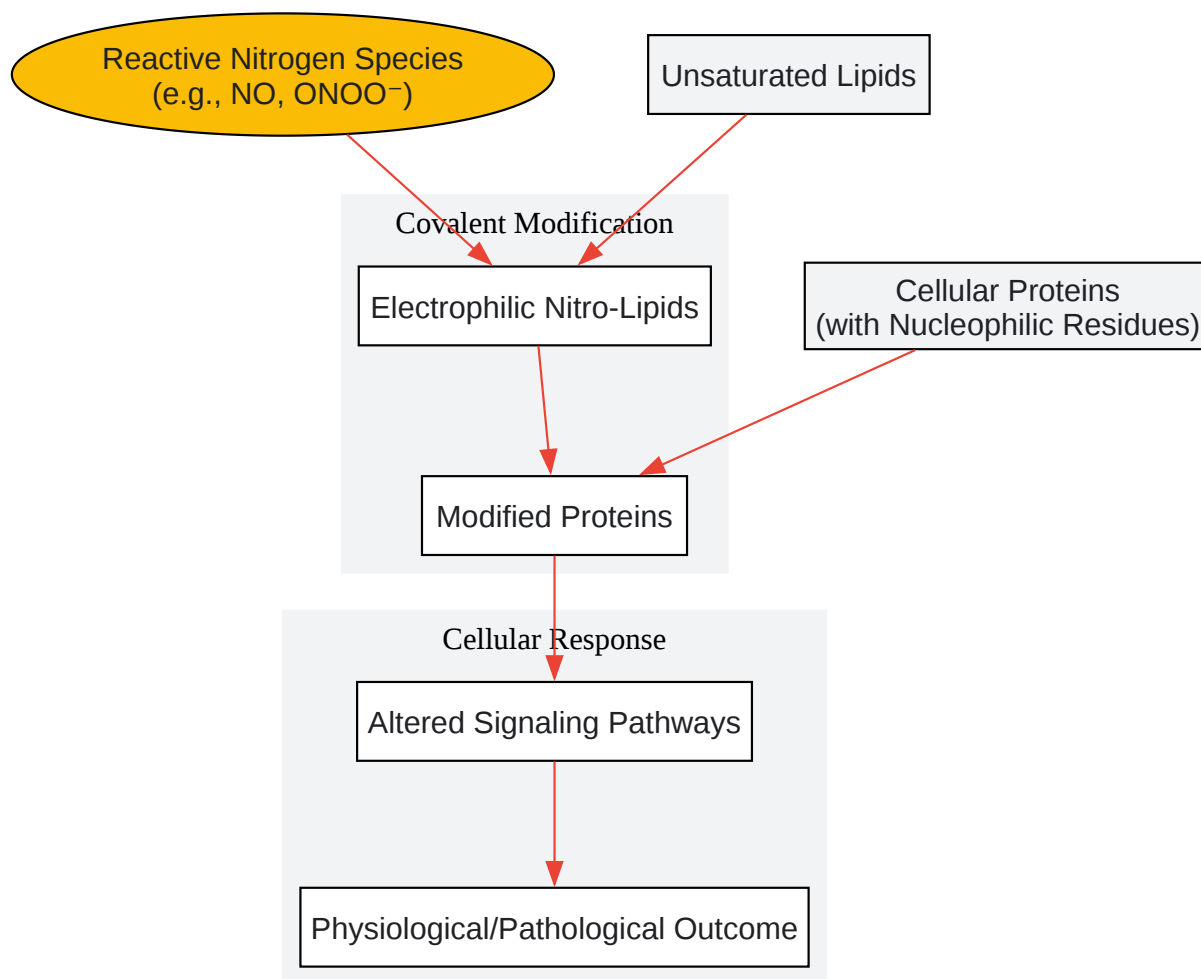 Reactive Nitrogen Species
(e.g., NO, ONOO⁻)
Unsaturated Lipids
Covalent Modification
Electrophilic Nitro-Lipids
Cellular Proteins
(with Nucleophilic Residues)
Modified Proteins
Cellular Response
Altered Signaling Pathways
Physiological/Pathological Outcome